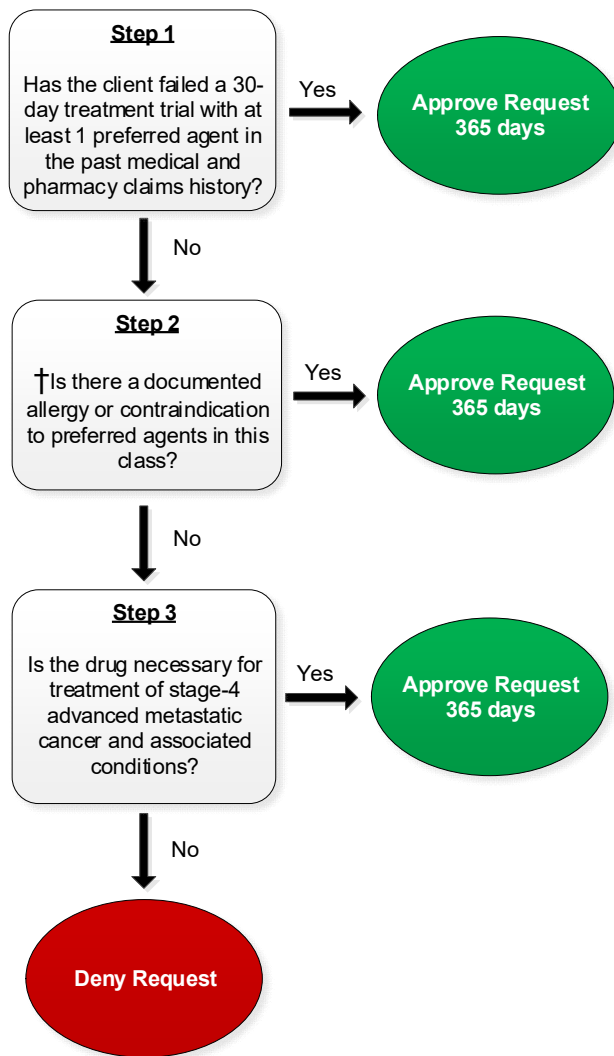 Step 1
Has the client failed a 30-
day treatment trial with at
least 1 preferred agent in
the past medical and
pharmacy claims history?
Yes
Approve Request
365 days
No
Step 2
†Is there a documented
allergy or contraindication
to preferred agents in this
class?
Yes
Approve Request
365 days
No
Step 3
Is the drug necessary for
treatment of stage-4
advanced metastatic
cancer and associated
conditions?
Yes
Approve Request
365 days
No
Deny Request